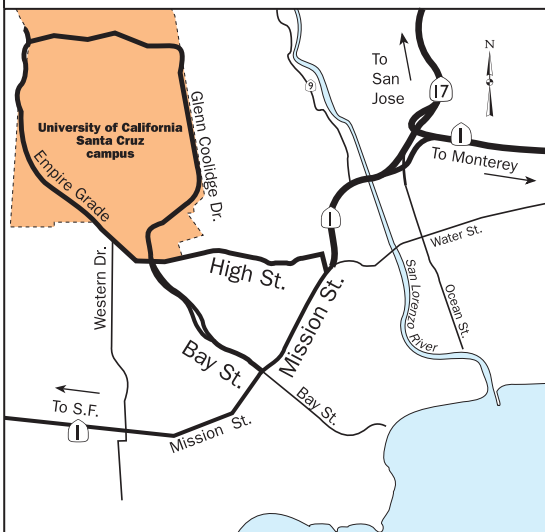 N
To
San
Jose
9
17
Glenn Coolidge Dr.
University of California
Santa Cruz
campus
1
To Monterey
Empire Grade
1
Water St.
High St.
Western Dr.
San Lorenzo
River
Ocean St.
Mission St.
Bay St.
To S.F.
Bay St.
1
Mission St.